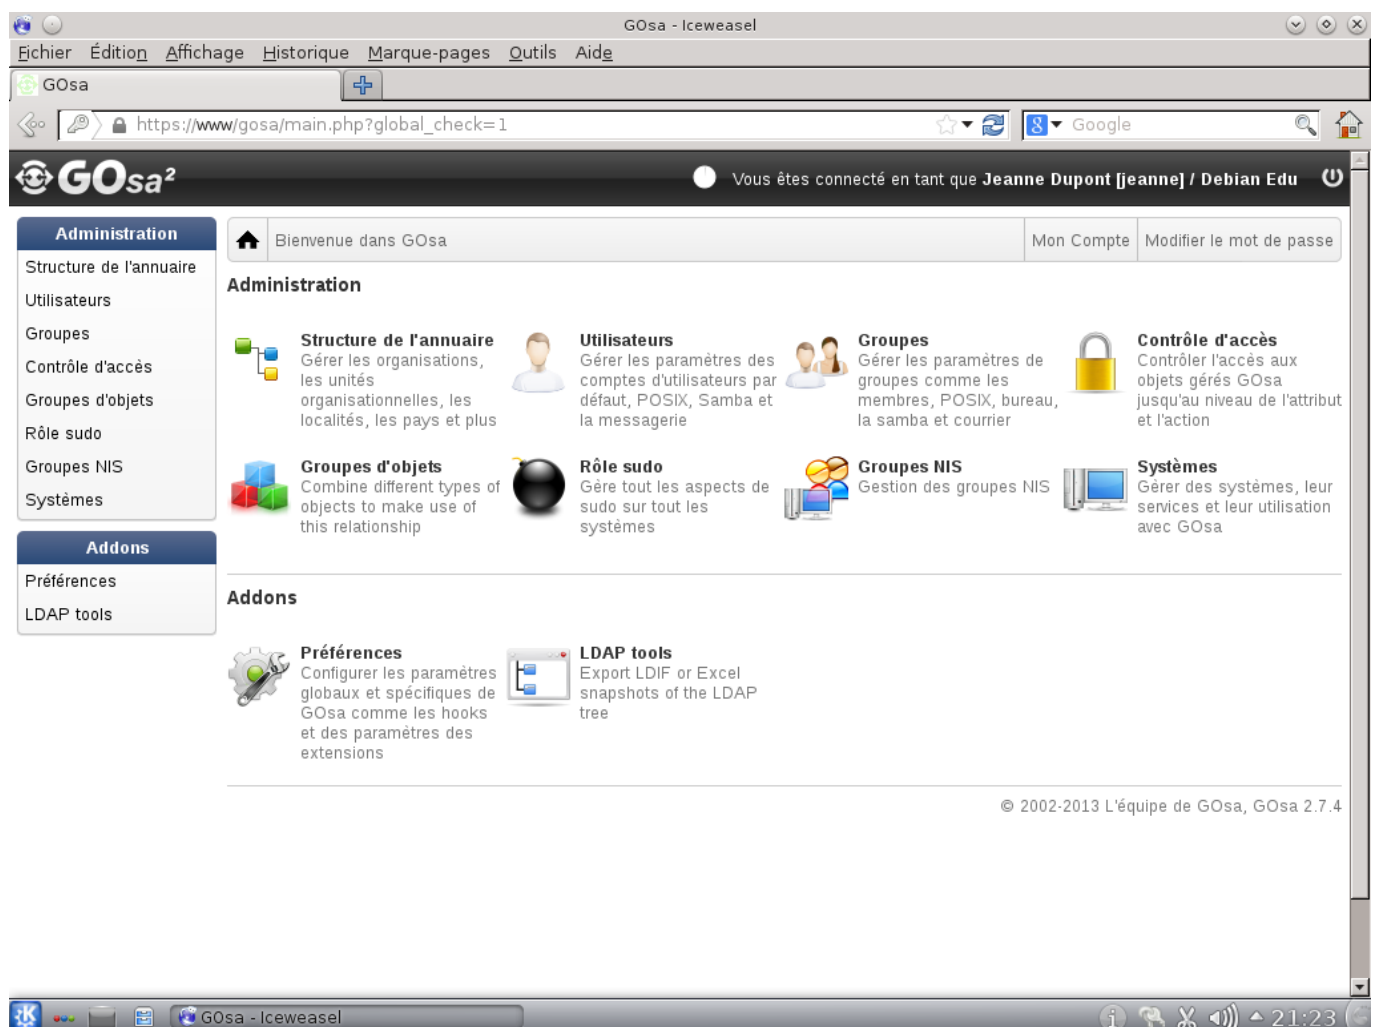 GOsa - Iceweasel
Fichier Édition Affichage Historique Marque-pages Outils Aide
GOsa
https://www/gosa/main.php?global_check=1
Google
GOsa²
Vous êtes connecté en tant que Jeanne Dupont [jeanne] / Debian Edu
Administration
Structure de l'annuaire
Utilisateurs
Groupes
Contrôle d'accès
Groupes d'objets
Rôle sudo
Groupes NIS
Systèmes
Addons
Préférences
LDAP tools
Bienvenue dans GOsa
Mon Compte
Modifier le mot de passe
Administration
Structure de l'annuaire
Gérer les organisations,
les unités
organisationnelles, les
localités, les pays et plus
Utilisateurs
Gérer les paramètres des
comptes d'utilisateurs par
défaut, POSIX, Samba et
la messagerie
Groupes
Gérer les paramètres de
groupes comme les
membres, POSIX, bureau,
la samba et courrier
Contrôle d'accès
Contrôler l'accès aux
objets gérés GOsa
jusqu'au niveau de l'attribut
et l'action
Groupes d'objets
Combine different types of
objects to make use of
this relationship
Rôle sudo
Gère tout les aspects de
sudo sur tout les
systèmes
Groupes NIS
Gestion des groupes NIS
Systèmes
Gèrer des systèmes, leur
services et leur utilisation
avec GOsa
Addons
Préférences
Configurer les paramètres
globaux et spécifiques de
GOsa comme les hooks
et des paramètres des
extensions
LDAP tools
Export LDIF or Excel
snapshots of the LDAP
tree
© 2002-2013 L'équipe de GOsa, GOsa 2.7.4
GOsa - Iceweasel
21:23